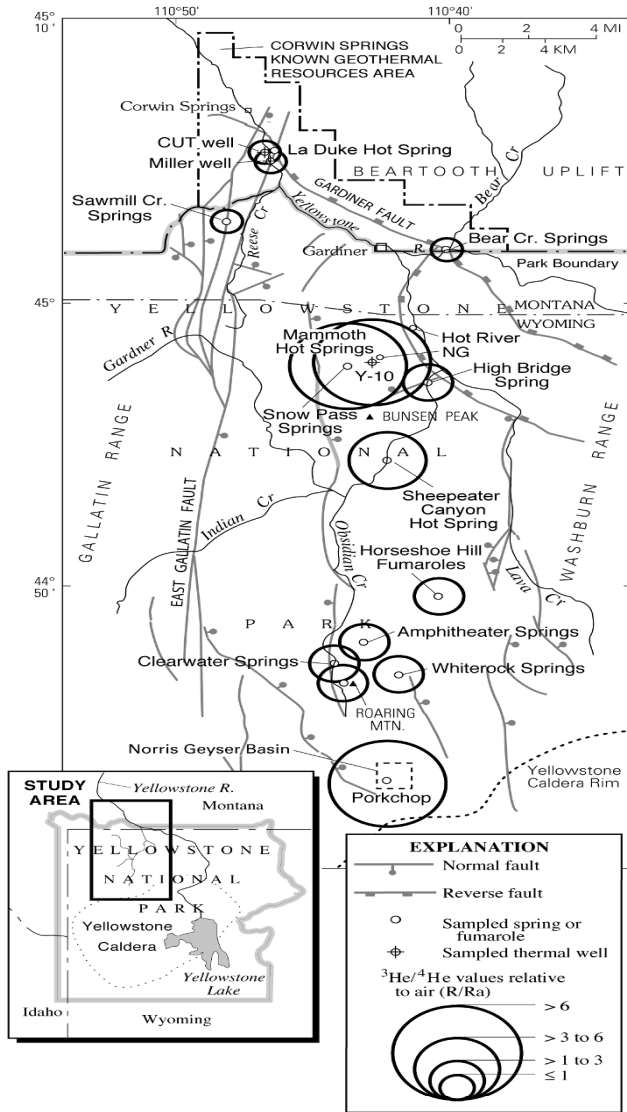 45°
10'
110°50'
110°40'
0 2 4 MI
0 2 4 KM
CORWIN SPRINGS
KNOWN GEOTHERMAL
RESOURCES AREA
Corwin Springs
CUT well
La Duke Hot Spring
Miller well
BEARTOOTH UPLIFT
Bear Cr
Sawmill Cr.
Springs
Reese Cr
GARDINER FAULT
Yellowstone
R.
Gardiner
Bear Cr. Springs
Park Boundary
45°
YELLOWSTONE
MONTANA
WYOMING
Gardner R.
Mammoth
Hot Springs
Hot River
NG
Y-10
High Bridge
Spring
Snow Pass
Springs
BUNSEN PEAK
GALLATIN RANGE
NATIONAL
WASHBURN RANGE
Sheepeater
Canyon
Hot Spring
EAST GALLATIN FAULT
Indian Cr
Obsidian Cr
Horseshoe Hill
Fumaroles
Lava Cr
44°
50'
PARK
Amphitheater Springs
Clearwater Springs
Whiterock Springs
ROARING
MTN.
Norris Geyser Basin
Porkchop
Yellowstone
Caldera Rim
STUDY
AREA
Yellowstone R.
Montana
YELLOWSTONE
NATIONAL
PARK
Yellowstone
Caldera
Yellowstone
Lake
Idaho
Wyoming
EXPLANATION
Normal fault
Reverse fault
Sampled spring or
fumarole
Sampled thermal well
³He/⁴He values relative
to air (R/Ra)
> 6
> 3 to 6
> 1 to 3
≤ 1